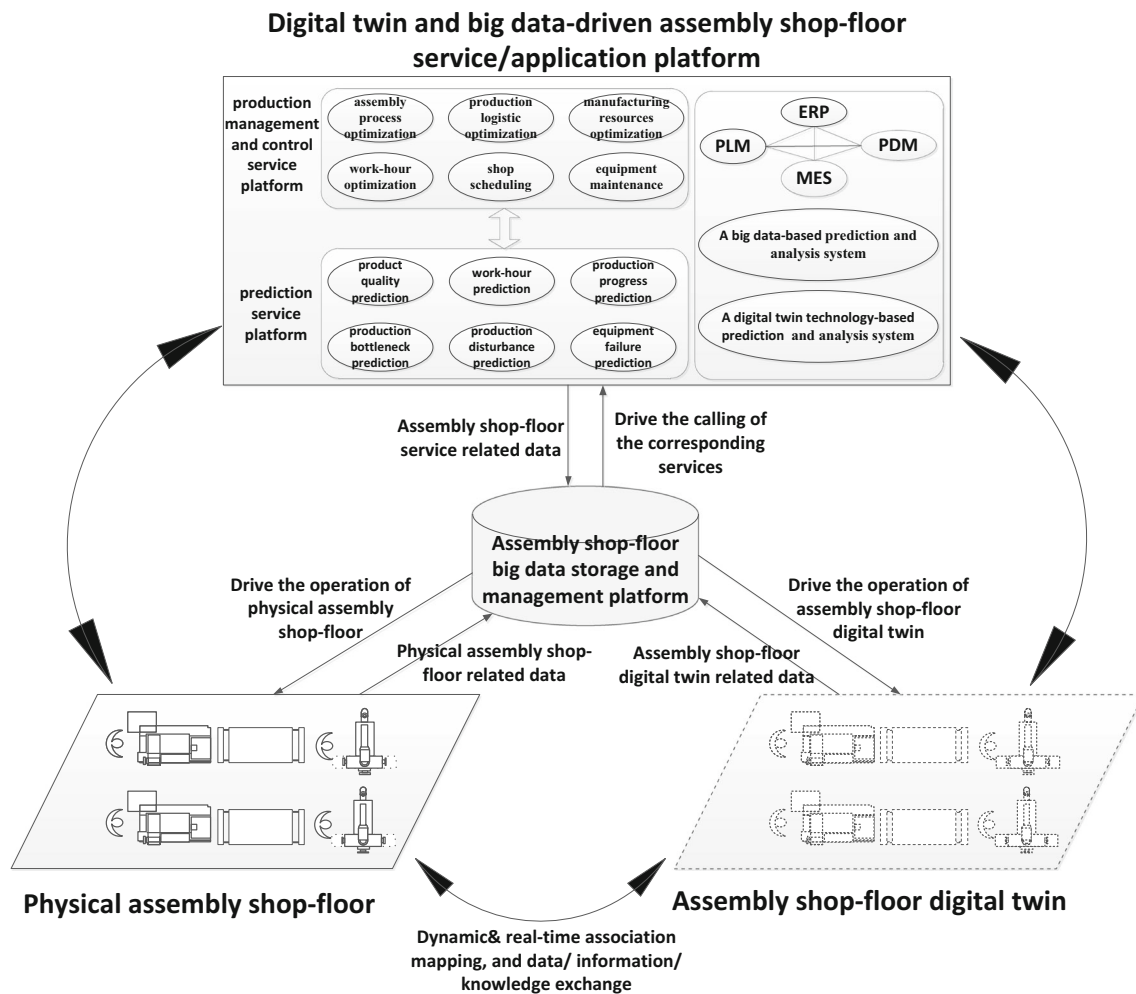 Digital twin and big data-driven assembly shop-floor
service/application platform
production
management
and control
service
platform
assembly
process
optimization
production
logistic
optimization
manufacturing
resources
optimization
work-hour
optimization
shop
scheduling
equipment
maintenance
prediction
service
platform
product
quality
prediction
work-hour
prediction
production
progress
prediction
production
bottleneck
prediction
production
disturbance
prediction
equipment
failure
prediction
ERP
PLM
PDM
MES
A big data-based prediction and
analysis system
A digital twin technology-based
prediction and analysis system
Assembly shop-floor
service related data
Drive the calling of
the corresponding
services
Assembly shop-floor
big data storage and
management platform
Drive the operation of
physical assembly
shop-floor
Physical assembly shop-
floor related data
Drive the operation of
assembly shop-floor
digital twin
Assembly shop-floor
digital twin related data
Physical assembly shop-floor
Assembly shop-floor digital twin
Dynamic& real-time association
mapping, and data/ information/
knowledge exchange